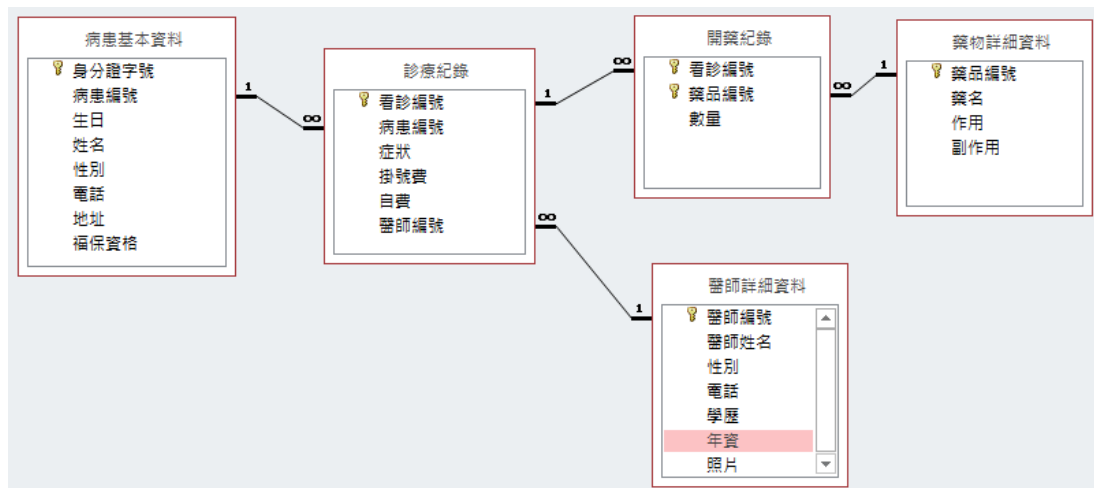 病患基本資料
身分證字號
病患編號
生日
姓名
性別
電話
地址
福保資格
1
∞
診療紀錄
看診編號
病患編號
症狀
掛號費
自費
醫師編號
1
∞
開藥紀錄
看診編號
藥品編號
數量
∞
1
藥物詳細資料
藥品編號
藥名
作用
副作用
∞
1
醫師詳細資料
醫師編號
醫師姓名
性別
電話
學歷
年資
照片